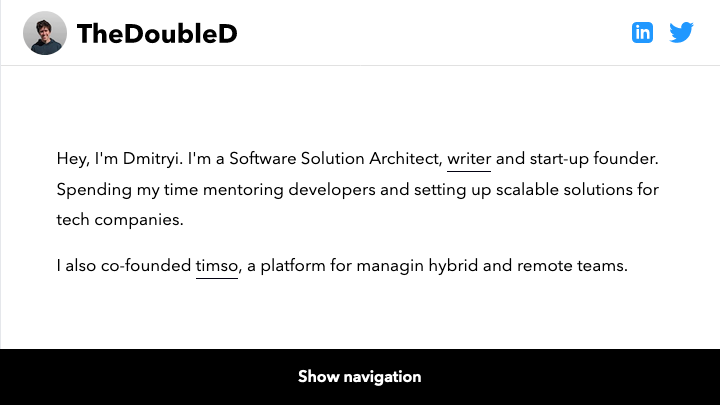 TheDoubleD
Hey, I'm Dmitryi. I'm a Software Solution Architect, writer and start-up founder.
Spending my time mentoring developers and setting up scalable solutions for
tech companies.
I also co-founded timso, a platform for managin hybrid and remote teams.
Show navigation